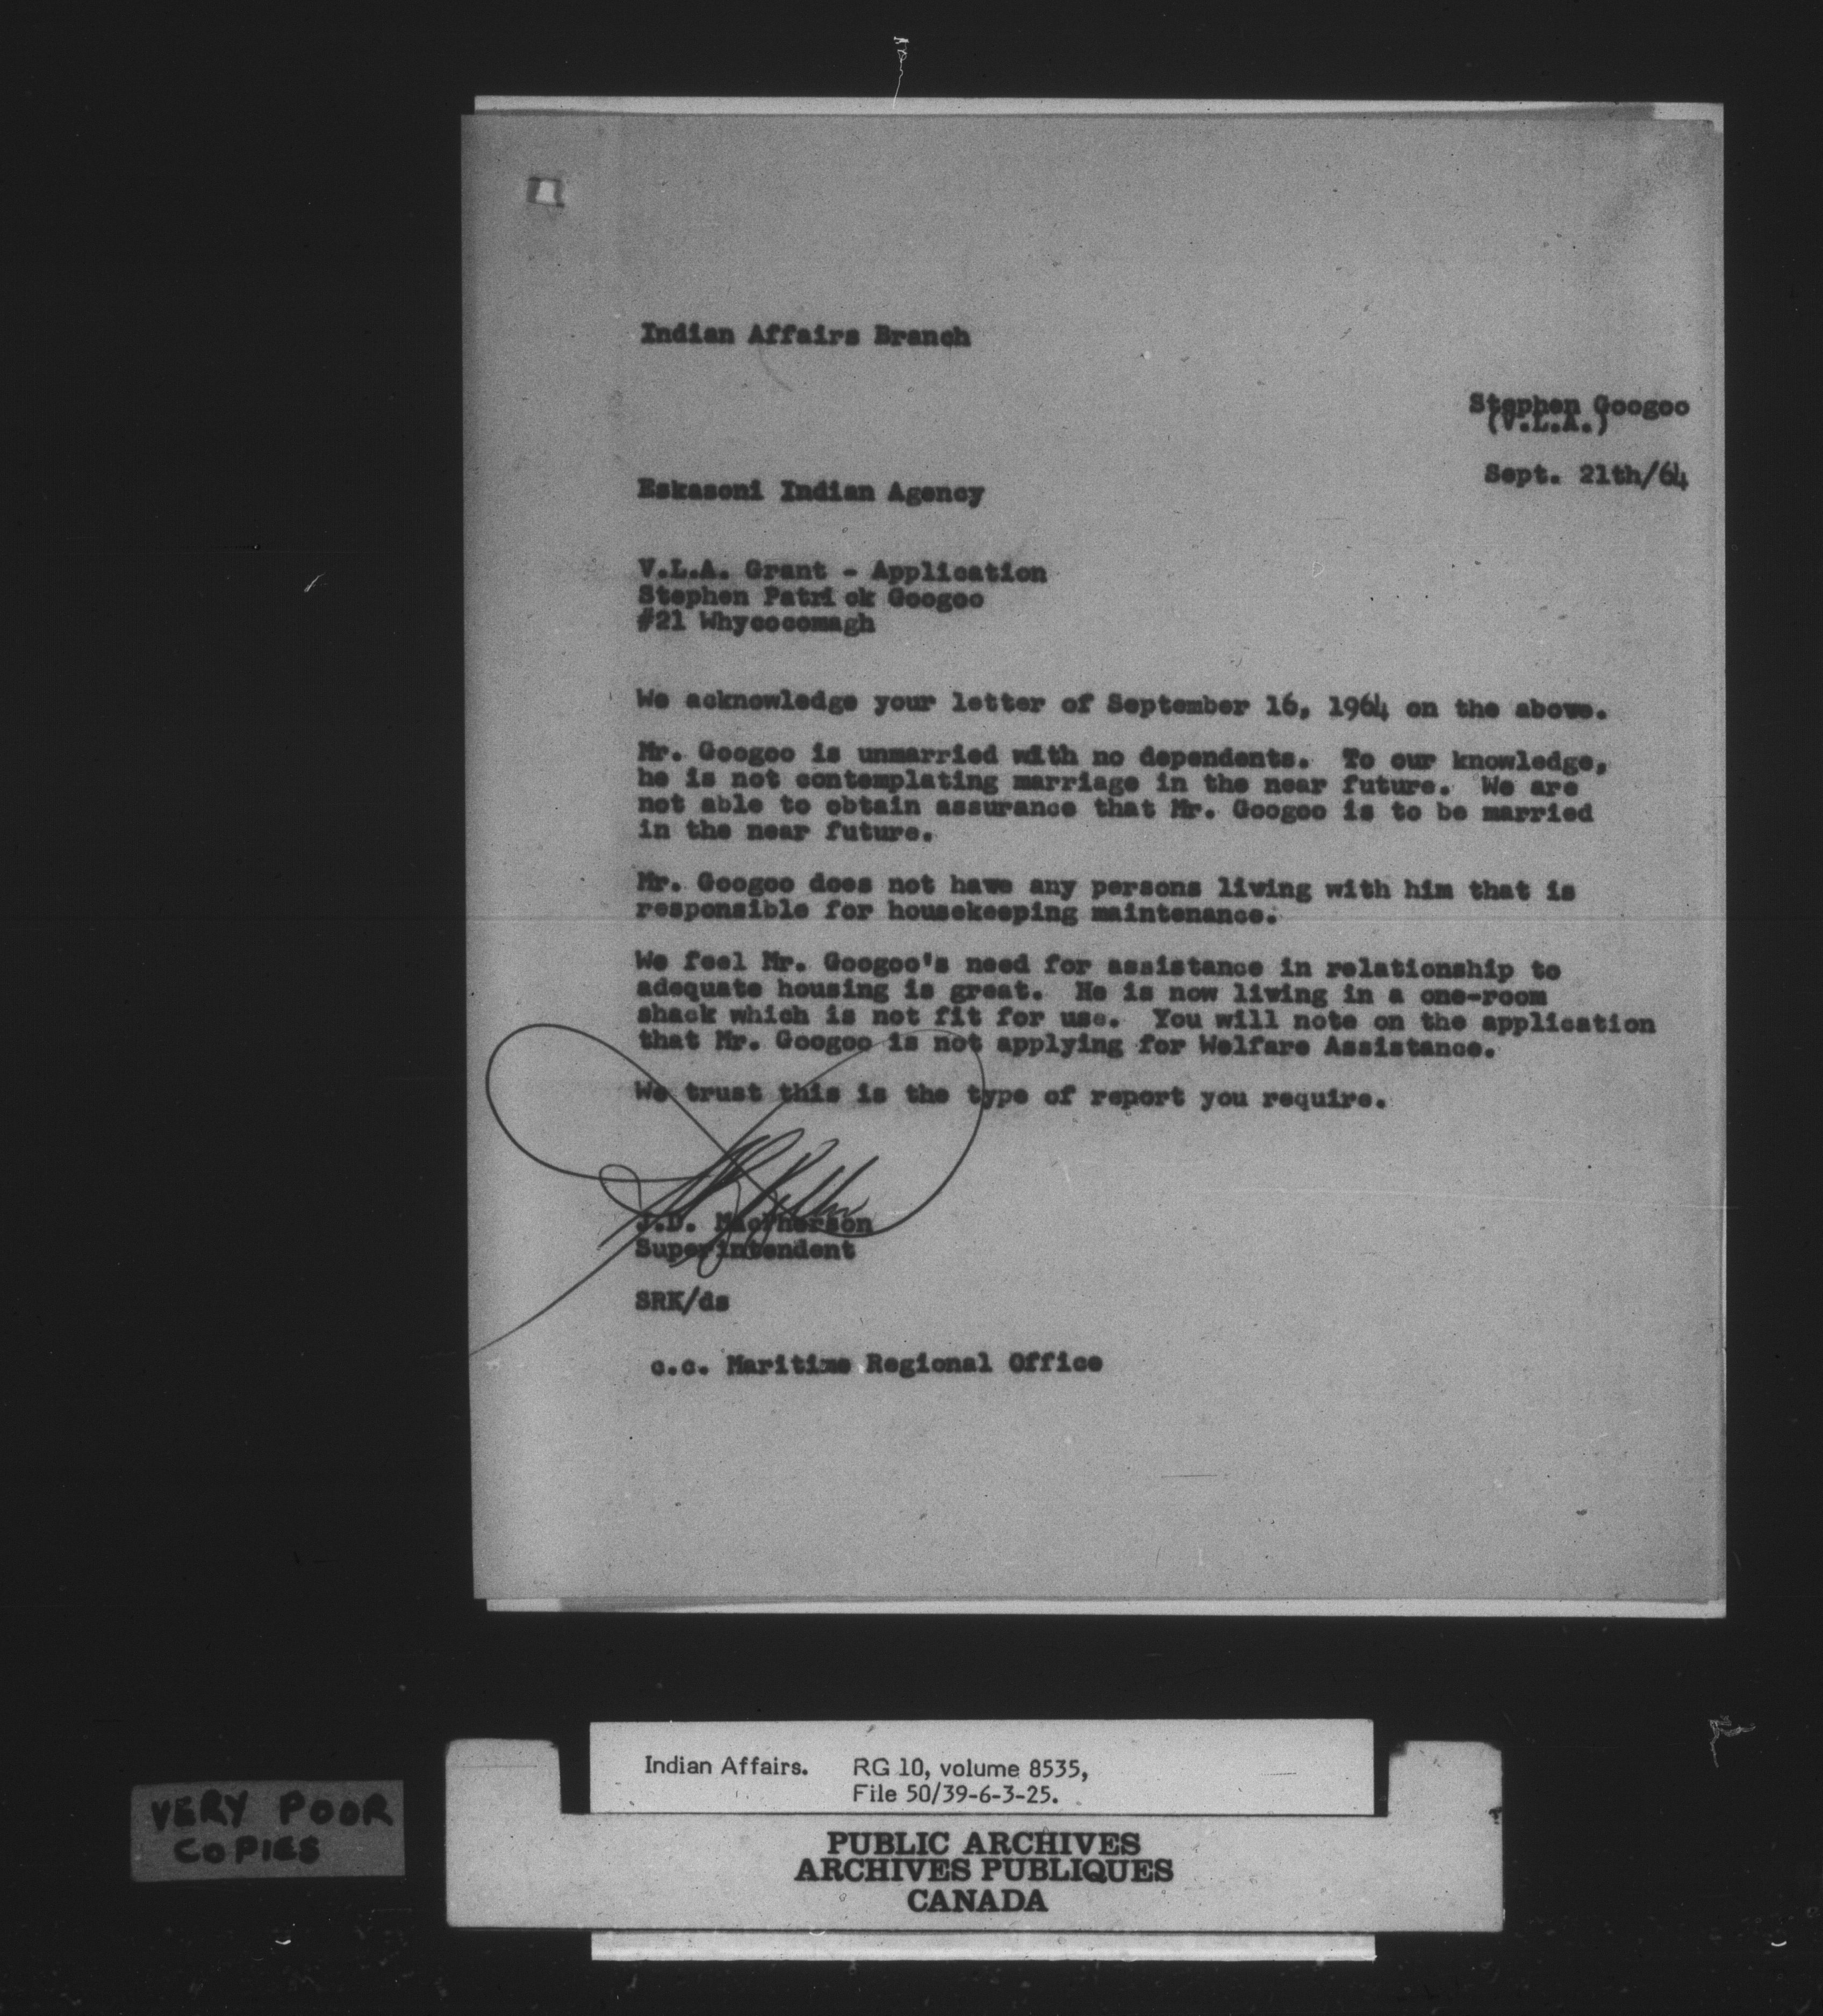 Indian Affairs Branch
Stephen Googoo
(V.L.A.)
Sept. 21th/64
Eskasoni Indian Agency
V.L.A. Grant - Application
Stephen Patrick Googoo
#21 Whycocomagh
We acknowledge your letter of September 16, 1964 on the above.
Mr. Googoo is unmarried with no dependents. To our knowledge,
he is not contemplating marriage in the near future. We are
not able to obtain assurance that Mr. Googoo is to be married
in the near future.
Mr. Googoo does not have any persons living with him that is
responsible for housekeeping maintenance.
We feel Mr. Googoo's need for assistance in relationship to
adequate housing is great. He is now living in a one-room
shack which is not fit for use. You will note on the application
that Mr. Googoo is not applying for Welfare Assistance.
We trust this is the type of report you require.
J.D. MacPherson
Superintendent
SRK/ds
c.c. Maritime Regional Office
Indian Affairs. RG 10, volume 8535,
File 50/39-6-3-25.
VERY POOR
COPIES
PUBLIC ARCHIVES
ARCHIVES PUBLIQUES
CANADA